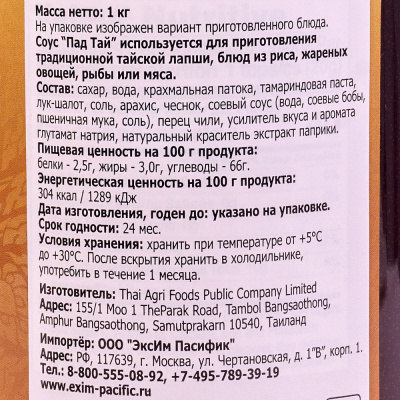 Масса нетто: 1 кг
На упаковке изображен вариант приготовленного блюда.
Соус "Пад Тай" используется для приготовления
традиционной тайской лапши, блюд из риса, жареных
овощей, рыбы или мяса.
Состав: сахар, вода, крахмальная патока, тамариндовая паста,
лук-шалот, соль, арахис, чеснок, соевый соус (вода, соевые бобы,
пшеничная мука, соль), перец чили, усилитель вкуса и аромата
глутамат натрия, натуральный краситель экстракт паприки.
Пищевая ценность на 100 г продукта:
белки - 2,5г, жиры - 3,0г, углеводы - 66г.
Энергетическая ценность на 100 г продукта:
304 ккал / 1289 кДж
Дата изготовления, годен до: указано на упаковке.
Срок годности: 24 мес.
Условия хранения: хранить при температуре от +5°С
до +30°С. После вскрытия хранить в холодильнике,
употребить в течение 1 месяца.
Изготовитель: Thai Agri Foods Public Company Limited
Адрес: 155/1 Moo 1 TheParak Road, Tambol Bangsaothong,
Amphur Bangsaothong, Samutprakarn 10540, Таиланд
Импортёр: ООО "ЭксИм Пасифик"
Адрес: РФ, 117639, г. Москва, ул. Чертановская, д.1"В", корп. 1.
Тел.: 8-800-555-08-92, +7-495-789-39-19
www.exim-pacific.ru